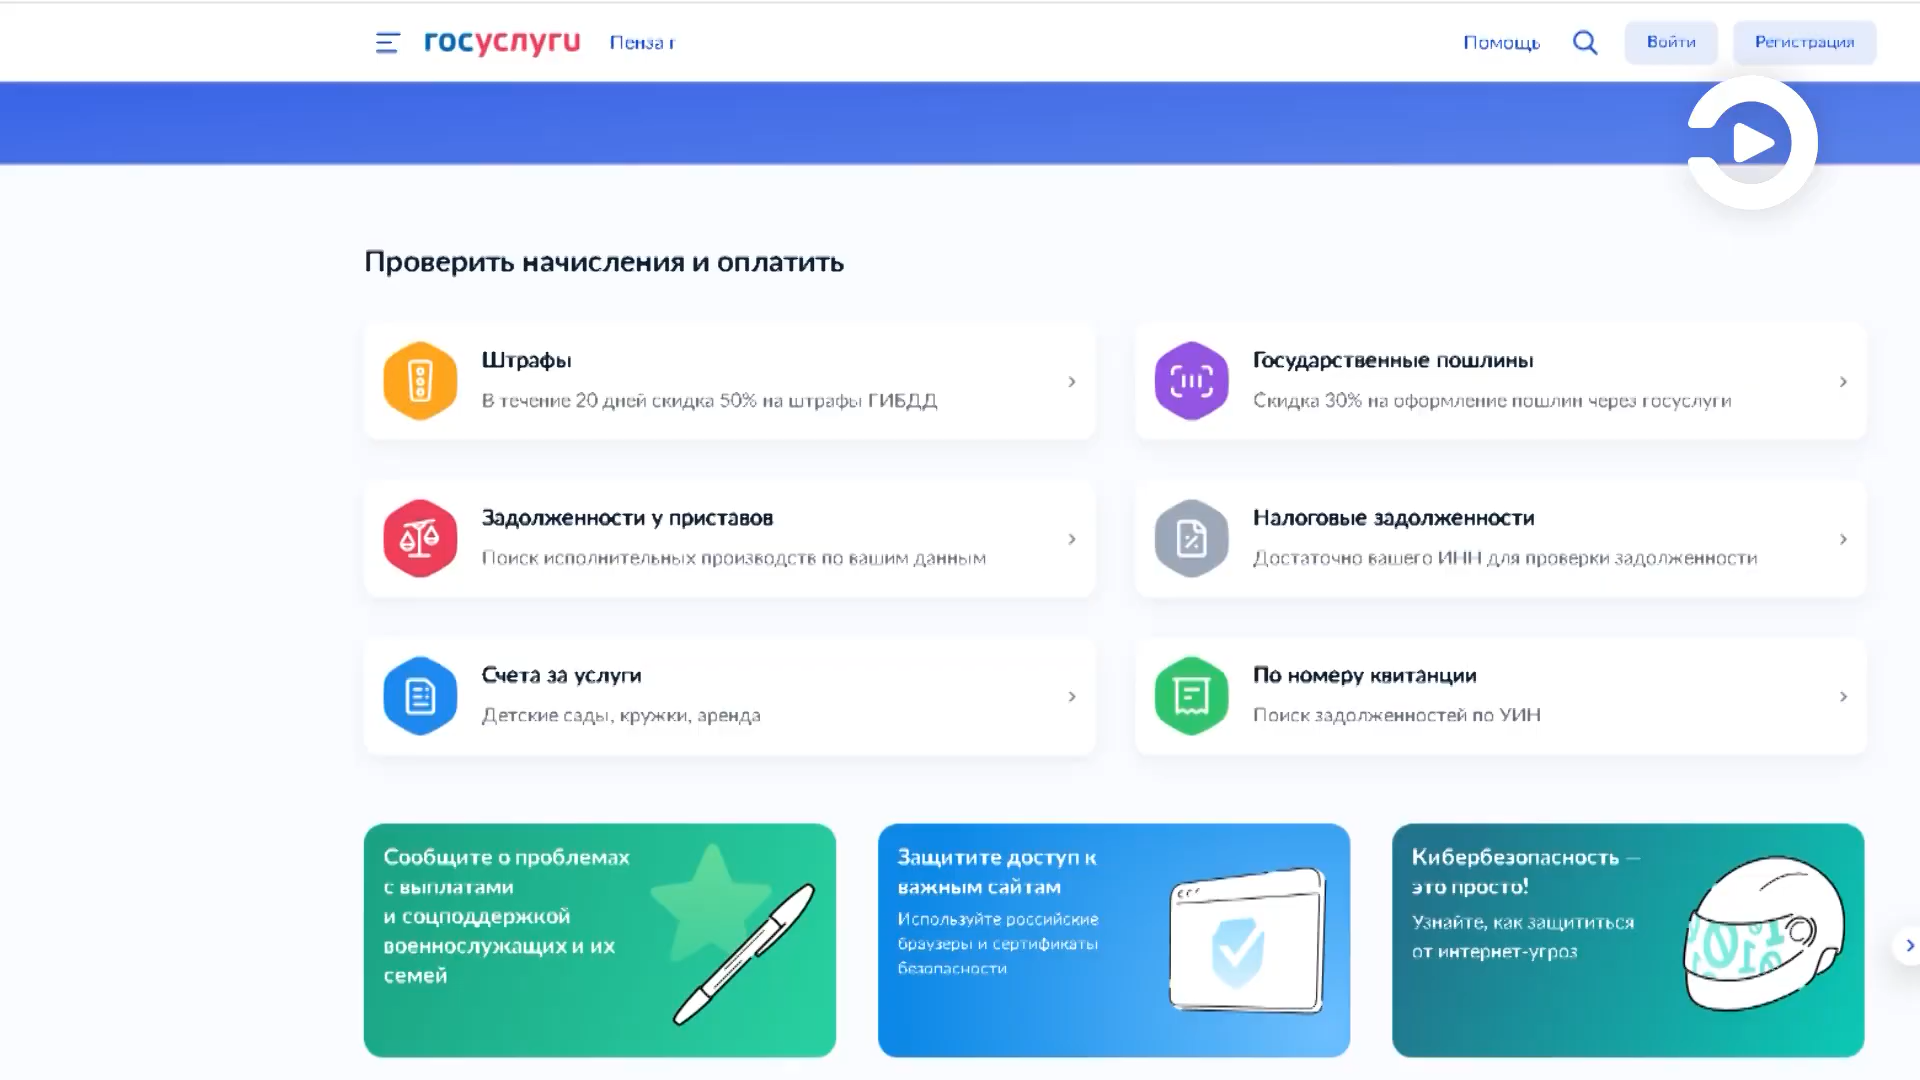 госуслуги
Пенза г
Помощь
Войти
Регистрация
Проверить начисления и оплатить
Штрафы
В течение 20 дней скидка 50% на штрафы ГИБДД
Государственные пошлины
Скидка 30% на оформление пошлин через госуслуги
Задолженности у приставов
Поиск исполнительных производств по вашим данным
Налоговые задолженности
Достаточно вашего ИНН для проверки задолженности
Счета за услуги
Детские сады, кружки, аренда
По номеру квитанции
Поиск задолженностей по УИН
Сообщите о проблемах
с выплатами
и соцподдержкой
военнослужащих и их
семей
Защитите доступ к
важным сайтам
Используйте российские
браузеры и сертификаты
безопасности
Кибербезопасность —
это просто!
Узнайте, как защититься
от интернет-угроз